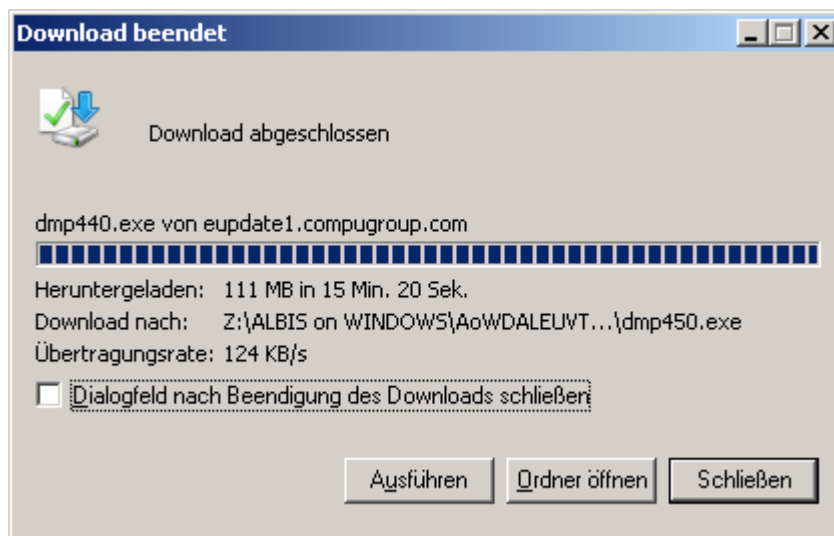 Download beendet
Download abgeschlossen
dmp440.exe von eupdate1.compugroup.com
Heruntergeladen: 111 MB in 15 Min. 20 Sek.
Download nach: Z:\ALBIS on WINDOWS\AoWDALEUVT...\dmp450.exe
Übertragungsrate: 124 KB/s
Dialogfeld nach Beendigung des Downloads schließen
Ausführen Ordner öffnen Schließen